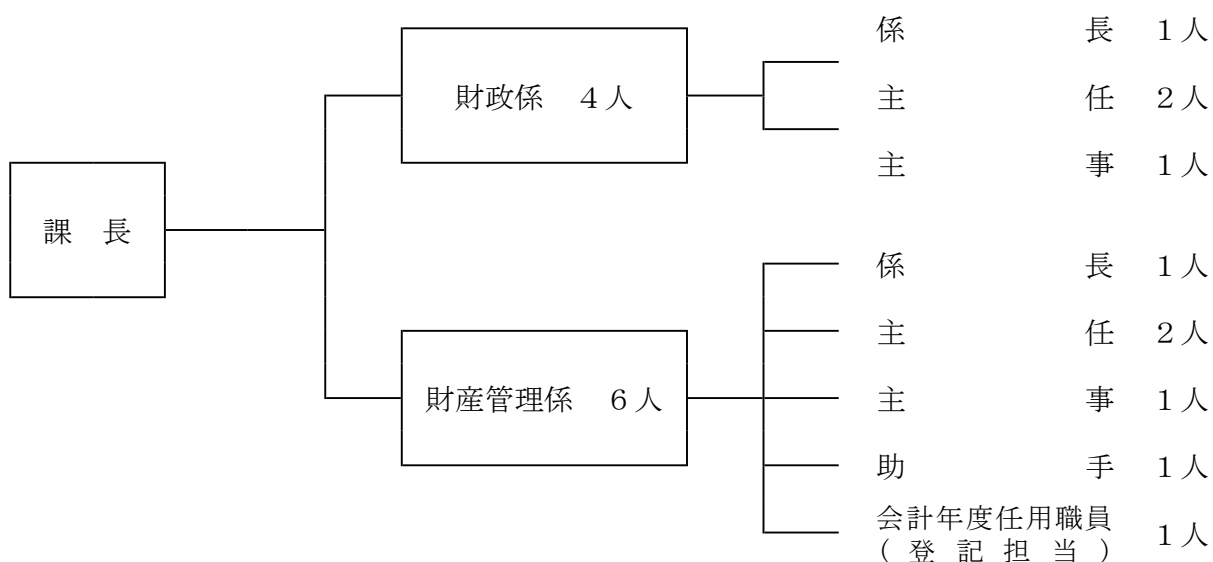 係長 1人
財政係 4人
主任 2人
主事 1人
課長
係長 1人
主任 2人
財産管理係 6人
主事 1人
助手 1人
会計年度任用職員
(登記担当) 1人